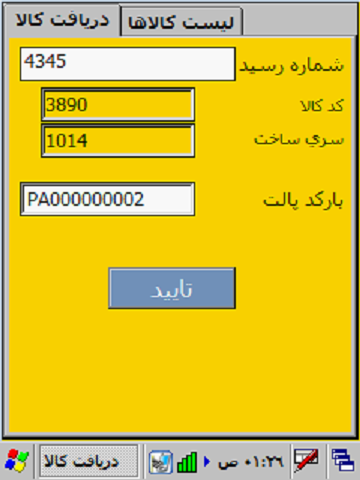 دریافت کالا
لیست کالاها
شماره رسید 4345
کد کالا 3890
سري ساخت 1014
بارکد پالت PA000000002
تایید
دریافت کالا
۰۱:۲۹ ص